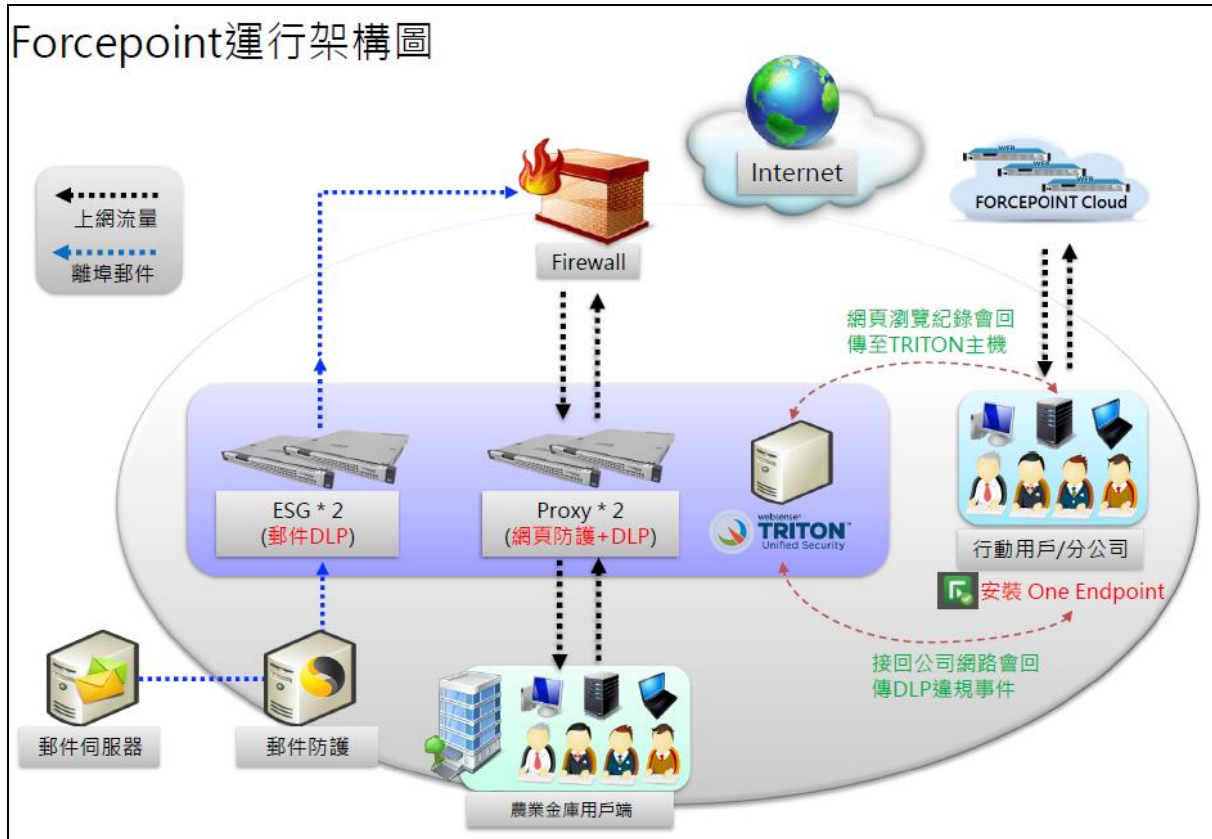 Forcepoint運行架構圖
上網流量
離埠郵件
Firewall
Internet
WEB
WEB
WEB
FORCEPOINT Cloud
網頁瀏覽紀錄會回
傳至TRITON主機
ESG * 2
(郵件DLP)
Proxy * 2
(網頁防護+DLP)
websense®
TRITON™
Unified Security
行動用戶/分公司
安裝 One Endpoint
接回公司網路會回
傳DLP違規事件
郵件伺服器
郵件防護
農業金庫用戶端